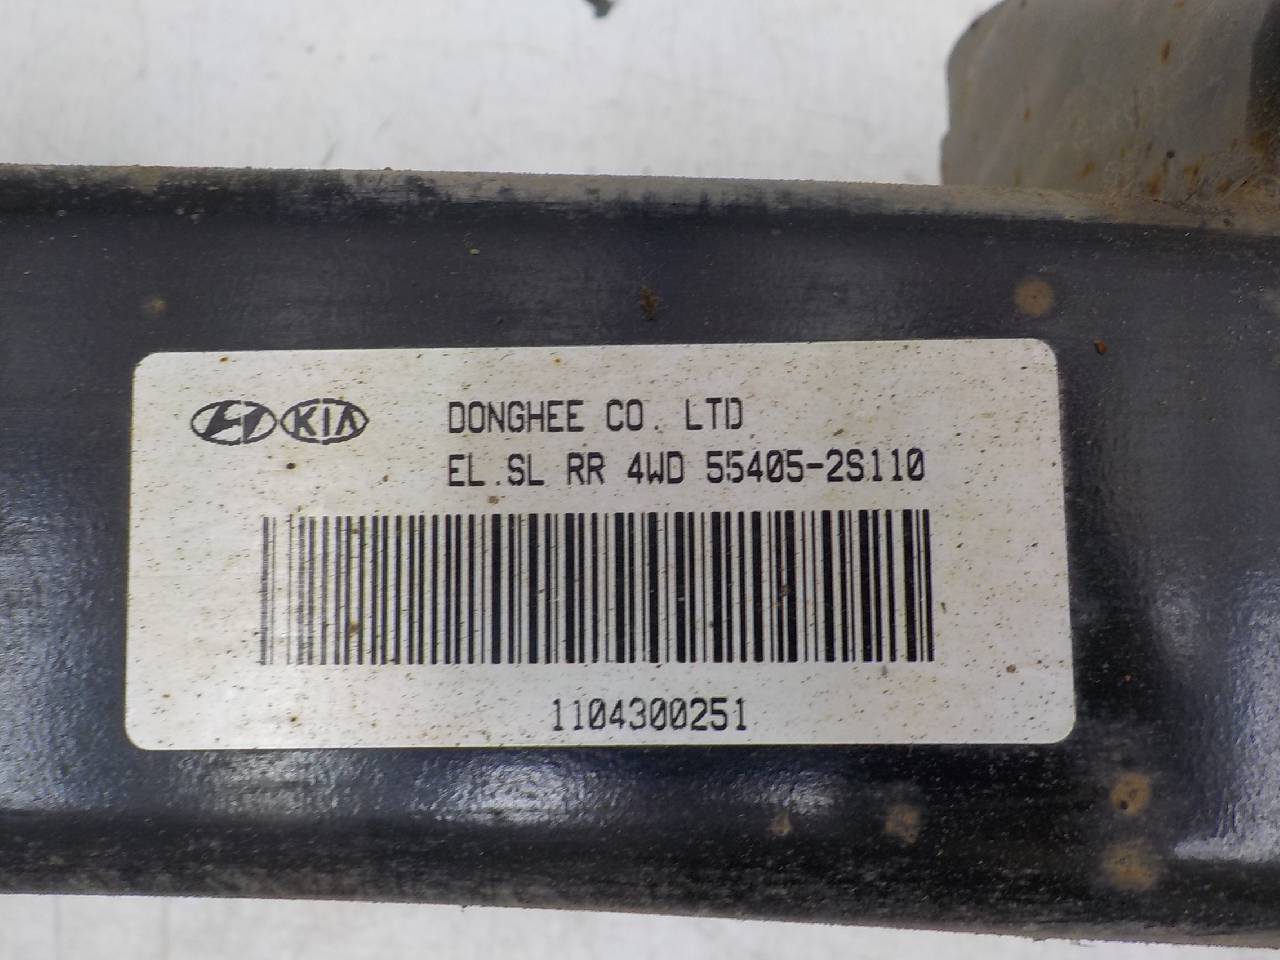 KIA DONGHEE CO. LTD
EL.SL RR 4WD 55405-2S110
1104300251